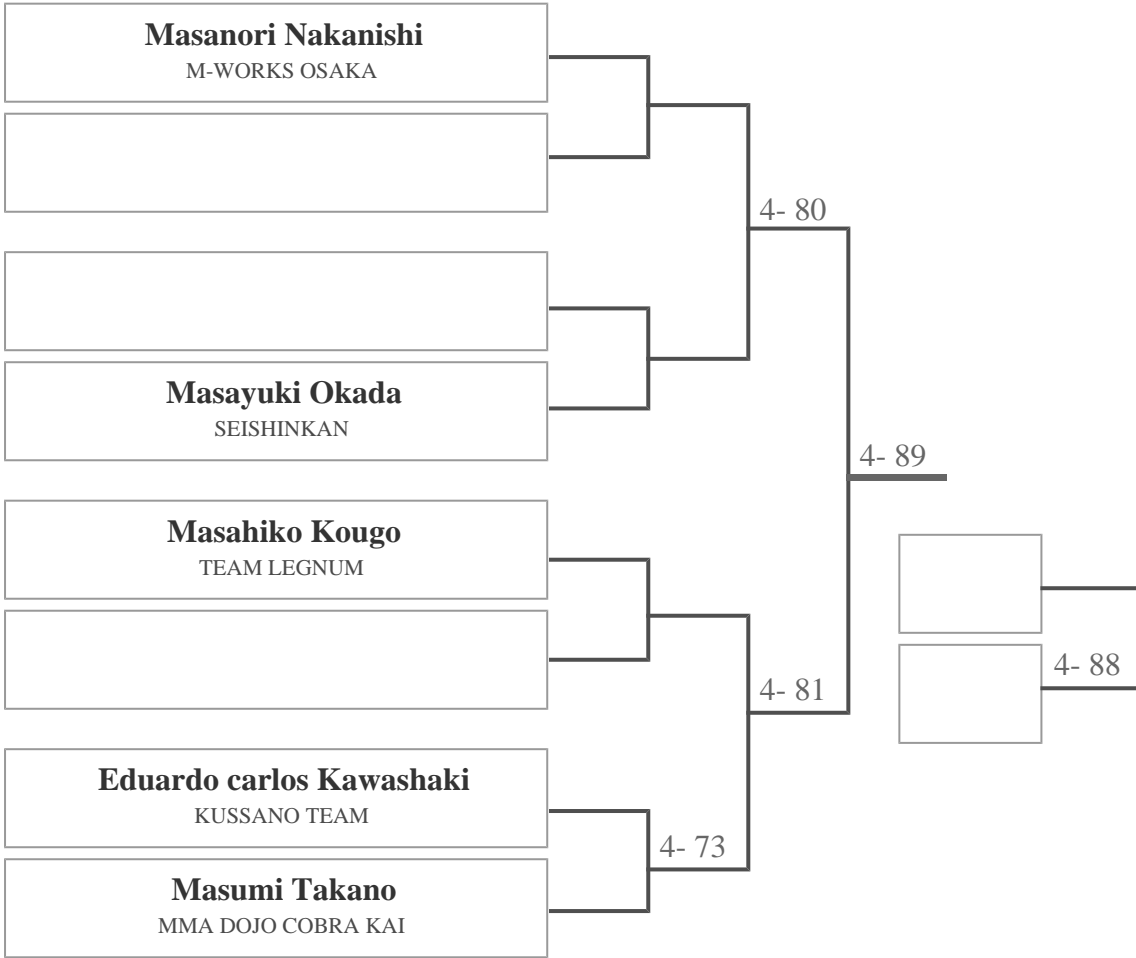 Masanori Nakanishi
M-WORKS OSAKA
4- 80
Masayuki Okada
SEISHINKAN
4- 89
Masahiko Kougo
TEAM LEGNUM
4- 88
4- 81
Eduardo carlos Kawashaki
KUSSANO TEAM
4- 73
Masumi Takano
MMA DOJO COBRA KAI